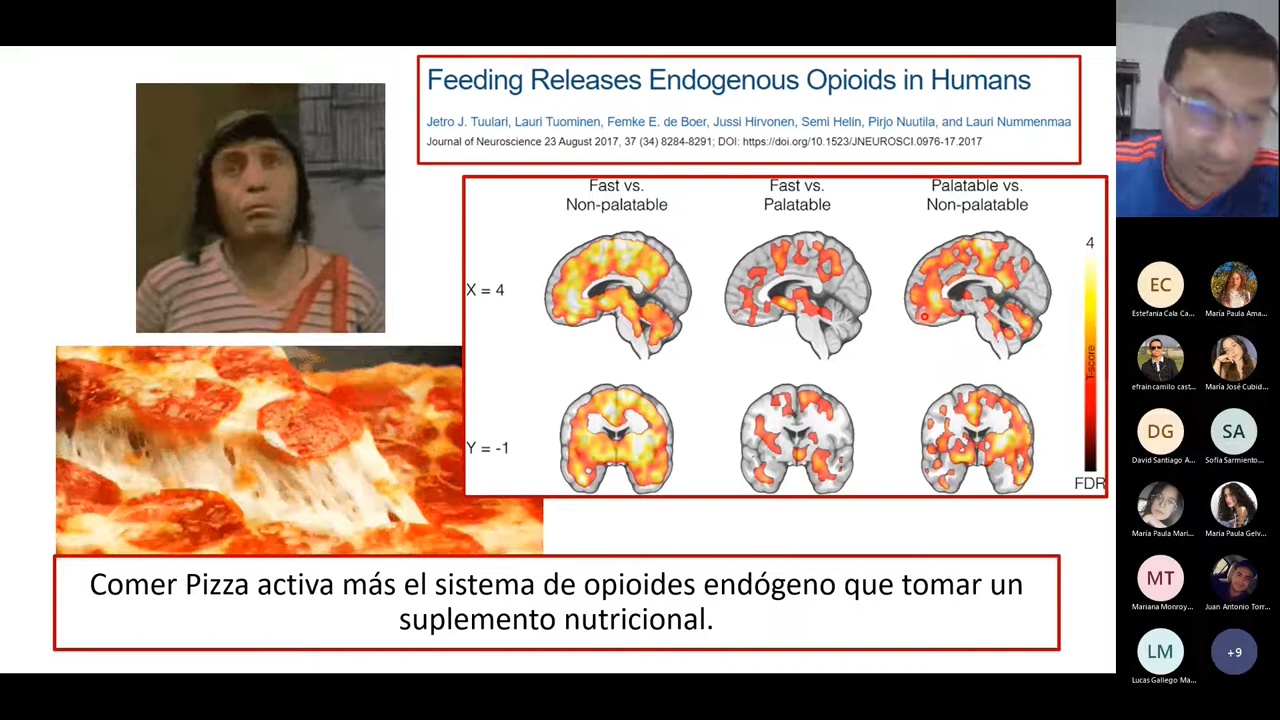 Feeding Releases Endogenous Opioids in Humans
Jetro J. Tuulari, Lauri Tuominen, Femke E. de Boer, Jussi Hirvonen, Semi Helin, Pirjo Nuutila, and Lauri Nummenmaa
Journal of Neuroscience 23 August 2017, 37 (34) 8284-8291; DOI: https://doi.org/10.1523/JNEUROSCI.0976-17.2017
Fast vs.
Non-palatable
Fast vs.
Palatable
Palatable vs.
Non-palatable
4
X = 4
T-score
Y = -1
FDR
Comer Pizza activa más el sistema de opioides endógeno que tomar un
suplemento nutricional.
EC
Estefania Cala Ca...
María Paula Ama...
efrain camilo cast...
María José Cubid...
DG
David Santiago A...
SA
Sofía Sarmiento...
María Paula Mari...
Maria Paula Gelv...
MT
Mariana Monroy...
Juan Antonio Torr...
LM
Lucas Gallego Ma...
+9